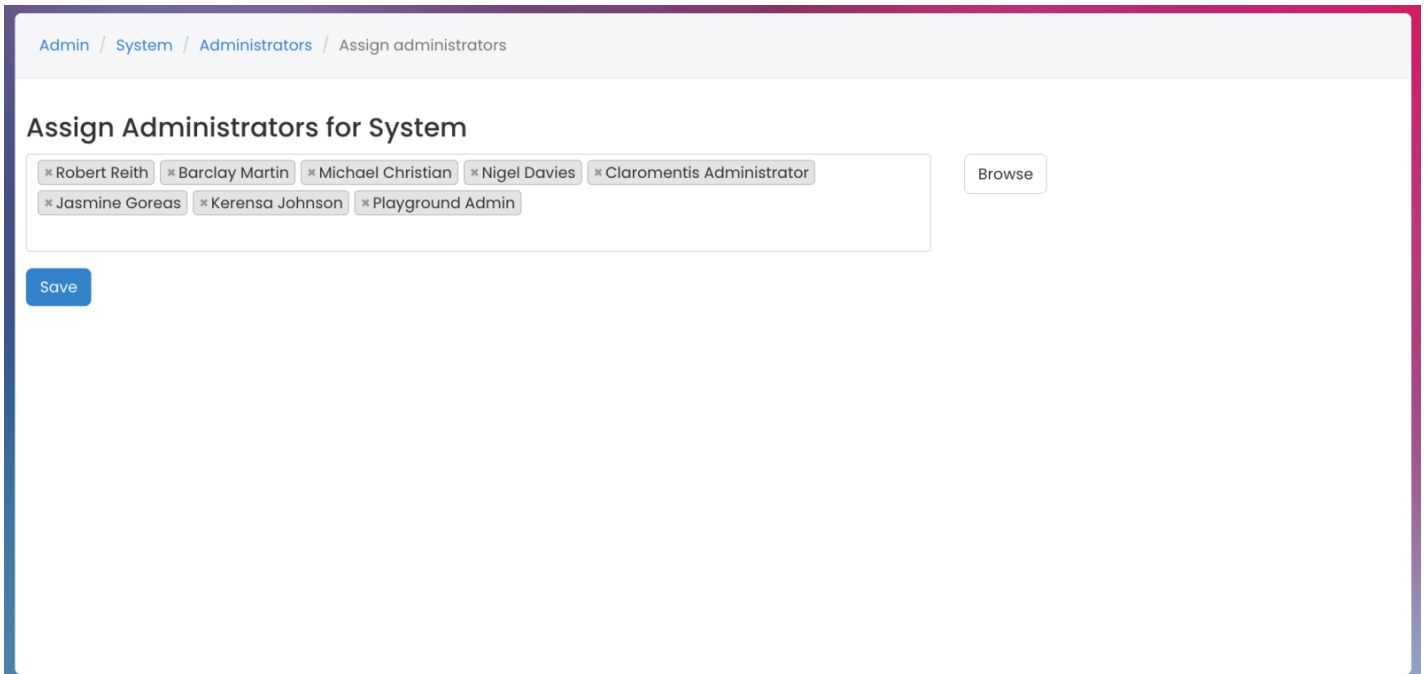 Admin / System / Administrators / Assign administrators
Assign Administrators for System
× Robert Reith × Barclay Martin × Michael Christian × Nigel Davies × Claromentis Administrator
Browse
× Jasmine Goreas × Kerensa Johnson × Playground Admin
Save